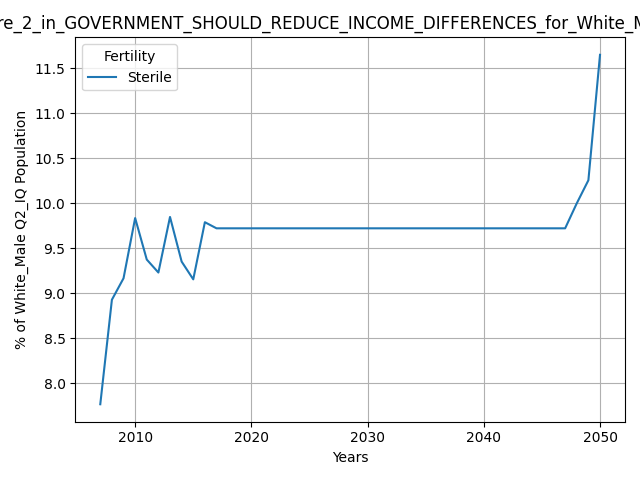 re_2_in_GOVERNMENT_SHOULD_REDUCE_INCOME_DIFFERENCES_for_White_M
Fertility
Sterile
% of White_Male Q2_IQ Population
11.5
11.0
10.5
10.0
9.5
9.0
8.5
8.0
2010 2020 2030 2040 2050
Years